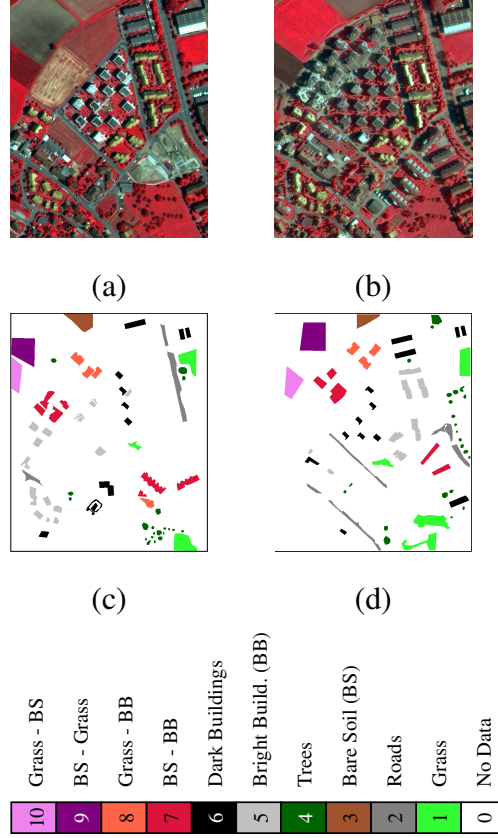 (a)
(b)
(c)
(d)
10 Grass - BS
9 BS - Grass
8 Grass - BB
7 BS - BB
6 Dark Buildings
5 Bright Build. (BB)
4 Trees
3 Bare Soil (BS)
2 Roads
1 Grass
0 No Data